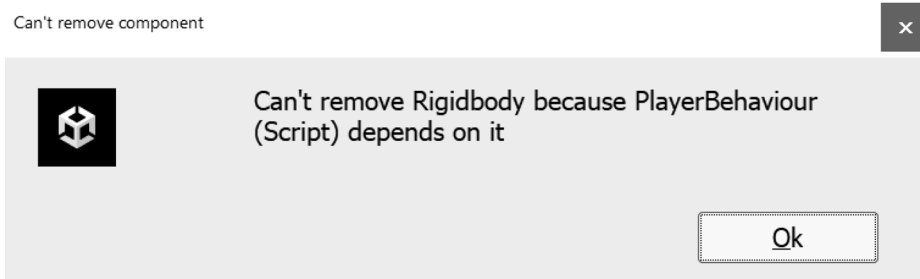 Can't remove component
Can't remove Rigidbody because PlayerBehaviour
(Script) depends on it
Ok